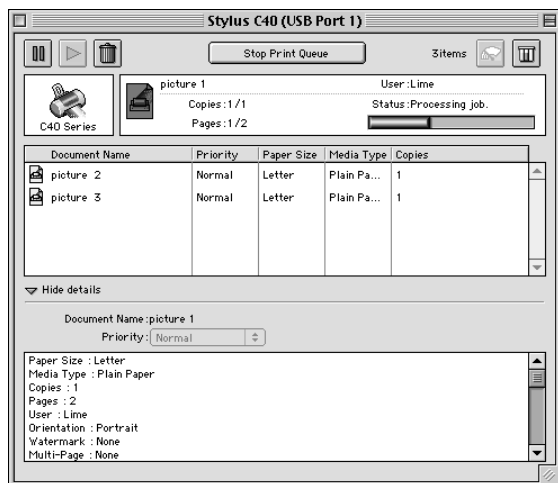 Stylus C40 (USB Port 1)
Stop Print Queue
3items
C40 Series
picture 1
User:Lime
Copies:1/1
Status:Processing job.
Pages:1/2
Document Name Priority Paper Size Media Type Copies
picture 2 Normal Letter Plain Pa... 1
picture 3 Normal Letter Plain Pa... 1
Hide details
Document Name:picture 1
Priority: Normal
Paper Size : Letter
Media Type : Plain Paper
Copies : 1
Pages : 2
User : Lime
Orientation : Portrait
Watermark : None
Multi-Page : None